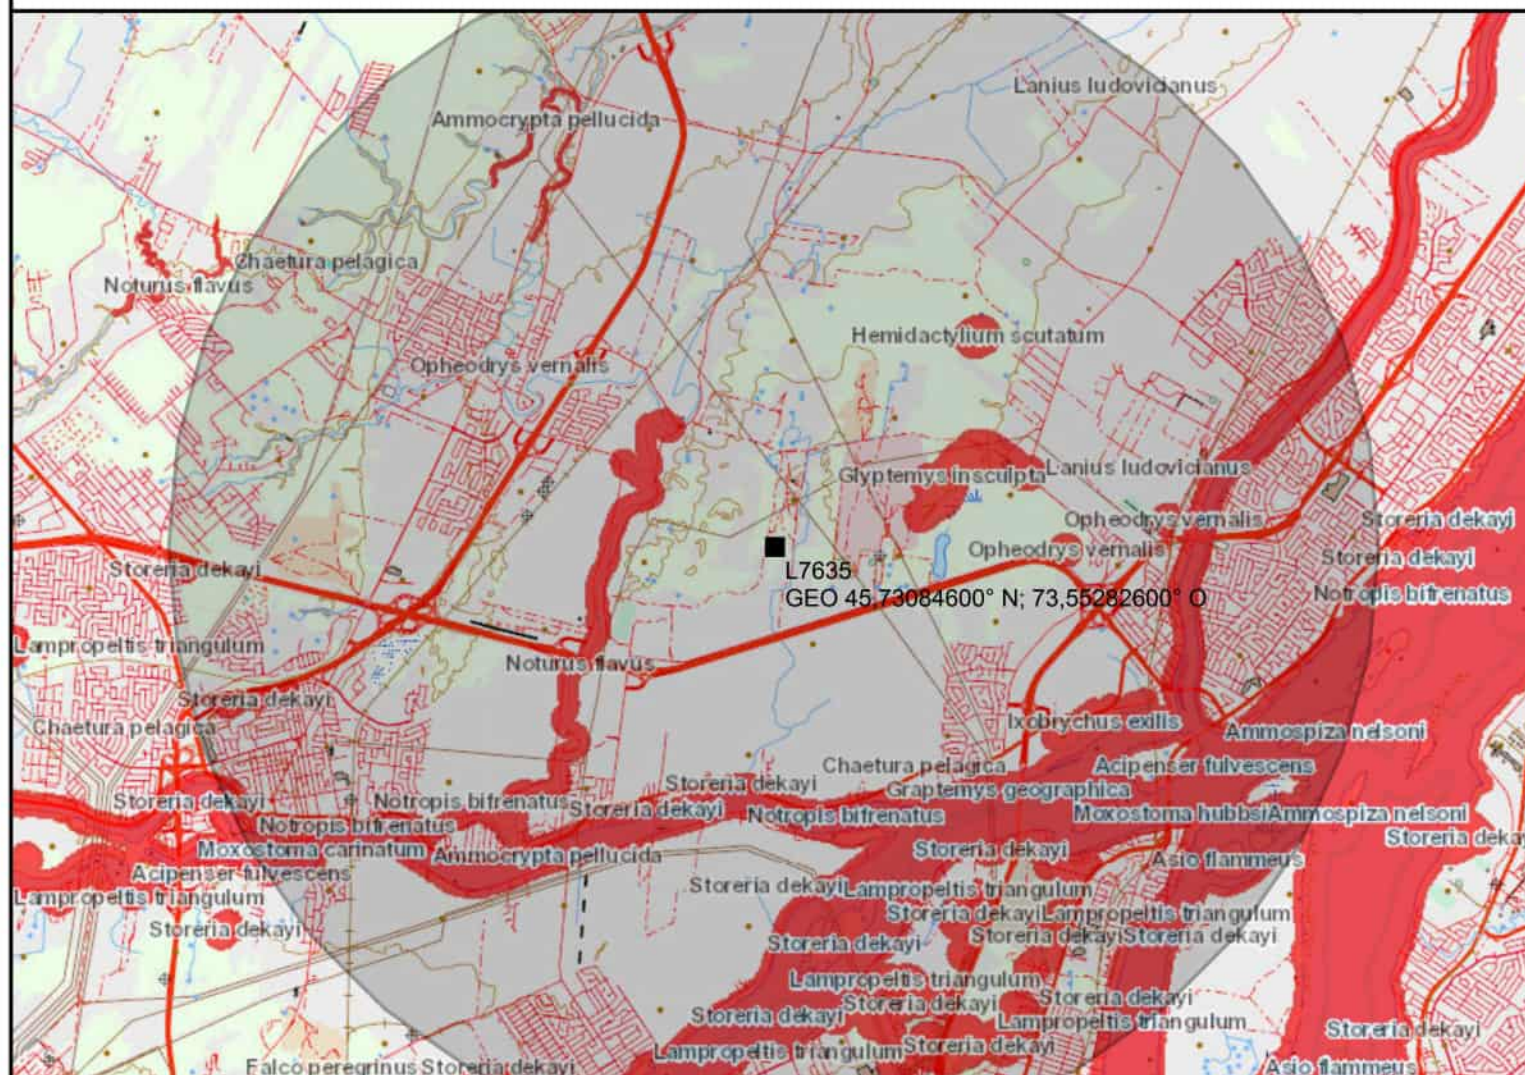 Lanius ludovicianus
Ammocrypta pellucida
Chaetura pelagica
Noturus flavus
Hemidactylium scutatum
Opheodrys vernalis
Lanius ludovicianus
Glyptemys insculpta
Opheodrys vernalis
Storeria dekayi
Opheodrys vernalis
Storeria dekayi
Storeria dekayi
L7635
GEO 45,73084600° N; 73,55282600° O
Notropis bifrenatus
Lampropeltis triangulum
Noturus flavus
Storeria dekayi
Chaetura pelagica
Ixobrychus exilis
Ammospiza nelsoni
Chaetura pelagica
Acipenser fulvescens
Storeria dekayi
Graptemys geographica
Storeria dekayi
Notropis bifrenatus
Storeria dekayi
Notropis bifrenatus
Moxostoma hubbsi
Ammospiza nelsoni
Notropis bifrenatus
Storeria dekay
Moxostoma carinatum
Ammocrypta pellucida
Storeria dekayi
Asio flammeus
Acipenser fulvescens
Storeria dekayi
Lampropeltis triangulum
Lampropeltis triangulum
Storeria dekayi
Lampropeltis triangulum
Storeria dekayi
Storeria dekayi
Storeria dekayi
Storeria dekayi
Lampropeltis triangulum
Storeria dekayi
Storeria dekayi
Storeria dekayi
Lampropeltis triangulum
Storeria dekayi
Storeria dekayi
Lampropeltis triangulum
Falco peregrinus
Storeria dekayi
Asio flammeus